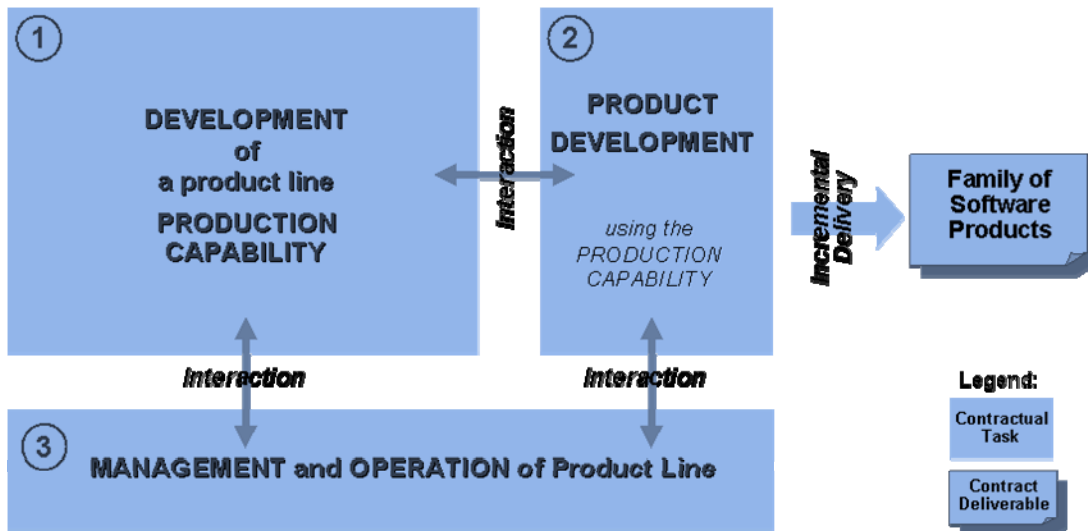 1
DEVELOPMENT
of
a product line
PRODUCTION
CAPABILITY
Interaction
2
PRODUCT
DEVELOPMENT
using the
PRODUCTION
CAPABILITY
Incremental
Delivery
Family of
Software
Products
Interaction
Interaction
3
MANAGEMENT and OPERATION of Product Line
Legend:
Contractual
Task
Contract
Deliverable